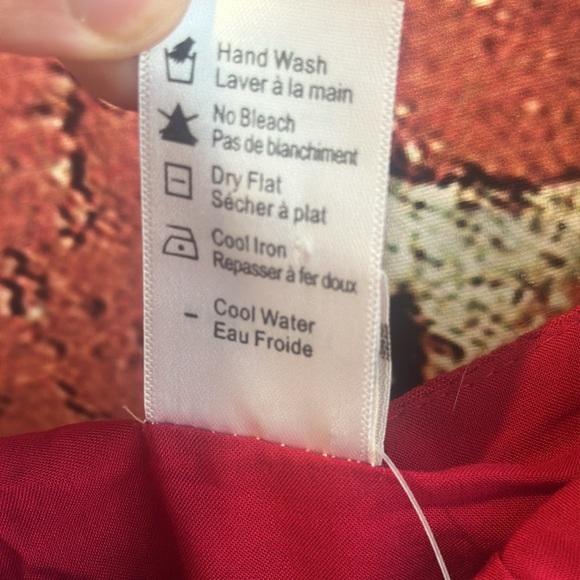 Hand Wash
Laver à la main
No Bleach
Pas de blanchiment
Dry Flat
Sécher à plat
Cool Iron
Repasser à fer doux
- Cool Water
Eau Froide